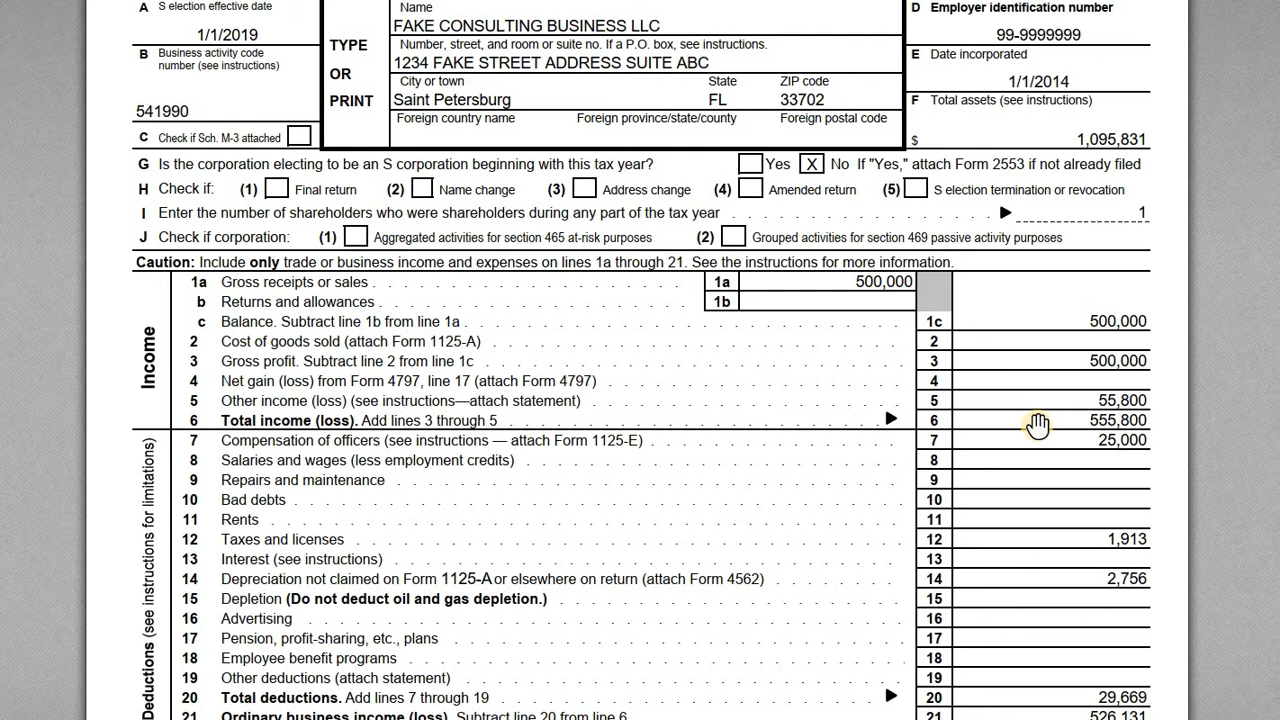 A S election effective date
1/1/2019
B Business activity code
number (see instructions)
541990
C Check if Sch. M-3 attached
TYPE
OR
PRINT
Name
FAKE CONSULTING BUSINESS LLC
Number, street, and room or suite no. If a P.O. box, see instructions.
1234 FAKE STREET ADDRESS SUITE ABC
City or town State ZIP code
Saint Petersburg FL 33702
Foreign country name Foreign province/state/county Foreign postal code
D Employer identification number
99-9999999
E Date incorporated
1/1/2014
F Total assets (see instructions)
$ 1,095,831
G Is the corporation electing to be an S corporation beginning with this tax year? Yes X No If "Yes," attach Form 2553 if not already filed
H Check if: (1) Final return (2) Name change (3) Address change (4) Amended return (5) S election termination or revocation
I Enter the number of shareholders who were shareholders during any part of the tax year 1
J Check if corporation: (1) Aggregated activities for section 465 at-risk purposes (2) Grouped activities for section 469 passive activity purposes
Caution: Include only trade or business income and expenses on lines 1a through 21. See the instructions for more information.
Income
1a Gross receipts or sales 1a 500,000
b Returns and allowances 1b
c Balance. Subtract line 1b from line 1a 1c 500,000
2 Cost of goods sold (attach Form 1125-A) 2
3 Gross profit. Subtract line 2 from line 1c 3 500,000
4 Net gain (loss) from Form 4797, line 17 (attach Form 4797) 4
5 Other income (loss) (see instructions—attach statement) 5 55,800
6 Total income (loss). Add lines 3 through 5 6 555,800
Deductions (see instructions for limitations)
7 Compensation of officers (see instructions — attach Form 1125-E) 7 25,000
8 Salaries and wages (less employment credits) 8
9 Repairs and maintenance 9
10 Bad debts 10
11 Rents 11
12 Taxes and licenses 12 1,913
13 Interest (see instructions) 13
14 Depreciation not claimed on Form 1125-A or elsewhere on return (attach Form 4562) 14 2,756
15 Depletion (Do not deduct oil and gas depletion.) 15
16 Advertising 16
17 Pension, profit-sharing, etc., plans 17
18 Employee benefit programs 18
19 Other deductions (attach statement) 19
20 Total deductions. Add lines 7 through 19 20 29,669
21 Ordinary business income (loss). Subtract line 20 from line 6 21 526,131